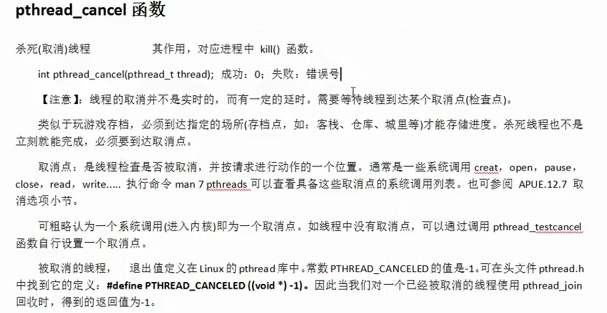 pthread_cancel 函数
杀死(取消)线程 其作用，对应进程中 kill() 函数。
int pthread_cancel(pthread_t thread); 成功：0；失败：错误号
【注意】：线程的取消并不是实时的，而有一定的延时。需要等待线程到达某个取消点(检查点)。
类似于玩游戏存档，必须到达指定的场所(存档点，如：客栈、仓库、城里等)才能存储进度。杀死线程也不是
立刻就能完成，必须要到达取消点。
取消点：是线程检查是否被取消，并按请求进行动作的一个位置。通常是一些系统调用 creat，open，pause，
close，read，write..... 执行命令 man 7 pthreads 可以查看具备这些取消点的系统调用列表。也可参阅 APUE.12.7 取
消选项小节。
可粗略认为一个系统调用(进入内核)即为一个取消点。如线程中没有取消点，可以通过调用 pthread_testcancel
函数自行设置一个取消点。
被取消的线程， 退出值定义在 Linux 的 pthread 库中。常数 PTHREAD_CANCELED 的值是-1。可在头文件 pthread.h
中找到它的定义：#define PTHREAD_CANCELED ((void *) -1)。因此当我们对一个已经被取消的线程使用 pthread_join
回收时，得到的返回值为-1。